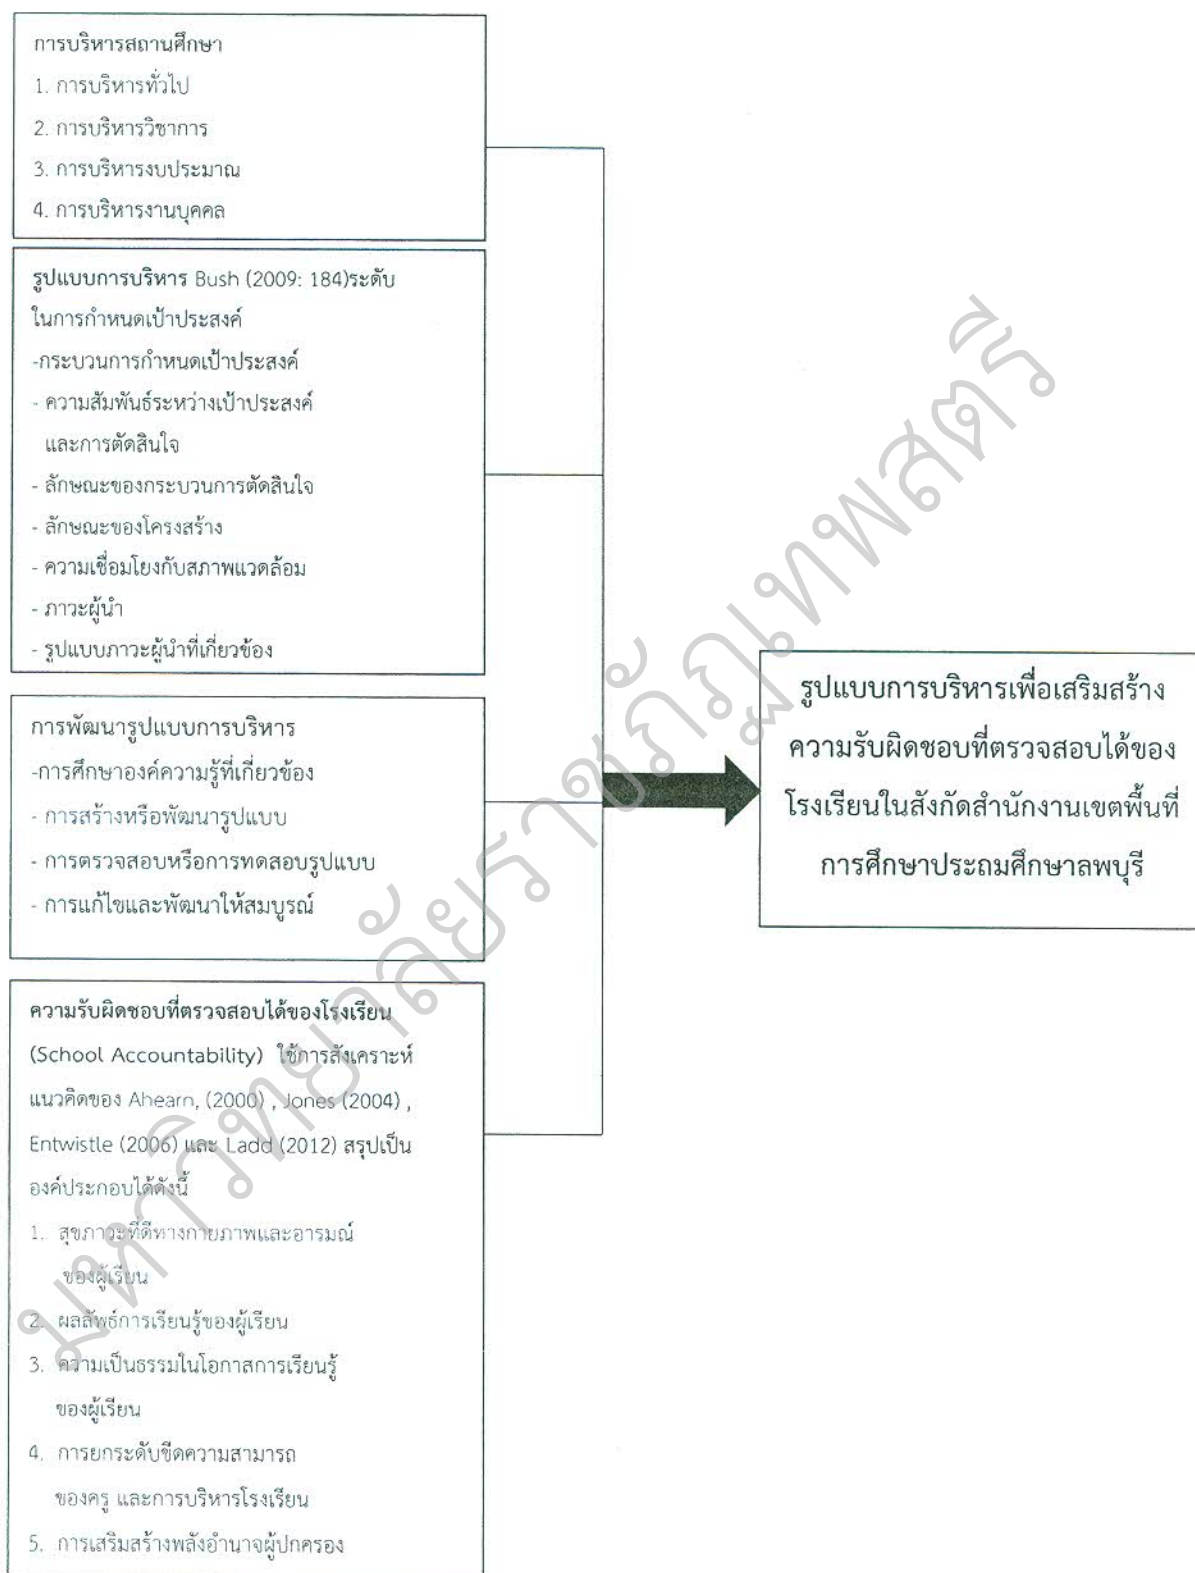 การบริหารสถานศึกษา
1. การบริหารทั่วไป
2. การบริหารวิชาการ
3. การบริหารงบประมาณ
4. การบริหารงานบุคคล
รูปแบบการบริหาร Bush (2009: 184)ระดับ
ในการกำหนดเป้าประสงค์
-กระบวนการกำหนดเป้าประสงค์
- ความสัมพันธ์ระหว่างเป้าประสงค์
และการตัดสินใจ
- ลักษณะของกระบวนการตัดสินใจ
- ลักษณะของโครงสร้าง
- ความเชื่อมโยงกับสภาพแวดล้อม
- ภาวะผู้นำ
- รูปแบบภาวะผู้นำที่เกี่ยวข้อง
การพัฒนารูปแบบการบริหาร
-การศึกษาองค์ความรู้ที่เกี่ยวข้อง
- การสร้างหรือพัฒนารูปแบบ
- การตรวจสอบหรือการทดสอบรูปแบบ
- การแก้ไขและพัฒนาให้สมบูรณ์
ความรับผิดชอบที่ตรวจสอบได้ของโรงเรียน
(School Accountability) ใช้การสังเคราะห์
แนวคิดของ Ahearn, (2000) , Jones (2004) ,
Entwistle (2006) และ Ladd (2012) สรุปเป็น
องค์ประกอบได้ดังนี้
1. สุขภาวะที่ดีทางกายภาพและอารมณ์
ของผู้เรียน
2. ผลลัพธ์การเรียนรู้ของผู้เรียน
3. ความเป็นธรรมในโอกาสการเรียนรู้
ของผู้เรียน
4. การยกระดับขีดความสามารถ
ของครู และการบริหารโรงเรียน
5. การเสริมสร้างพลังอำนาจผู้ปกครอง
รูปแบบการบริหารเพื่อเสริมสร้าง
ความรับผิดชอบที่ตรวจสอบได้ของ
โรงเรียนในสังกัดสำนักงานเขตพื้นที่
การศึกษาประถมศึกษาลพบุรี
มหาวิทยาลัยราชภัฏเทพสตรี